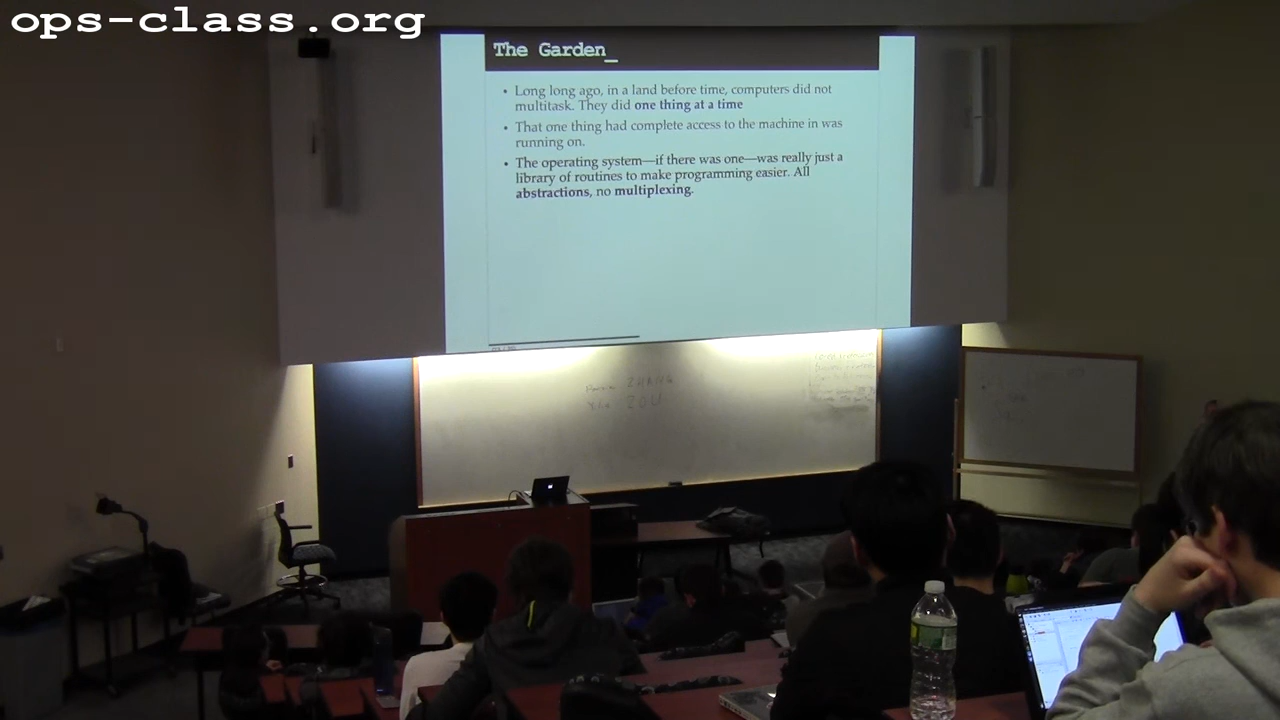 ops-class.org
The Garden_
• Long long ago, in a land before time, computers did not
multitask. They did one thing at a time
• That one thing had complete access to the machine in was
running on.
• The operating system—if there was one—was really just a
library of routines to make programming easier. All
abstractions, no multiplexing.
ZHANG
ZOU